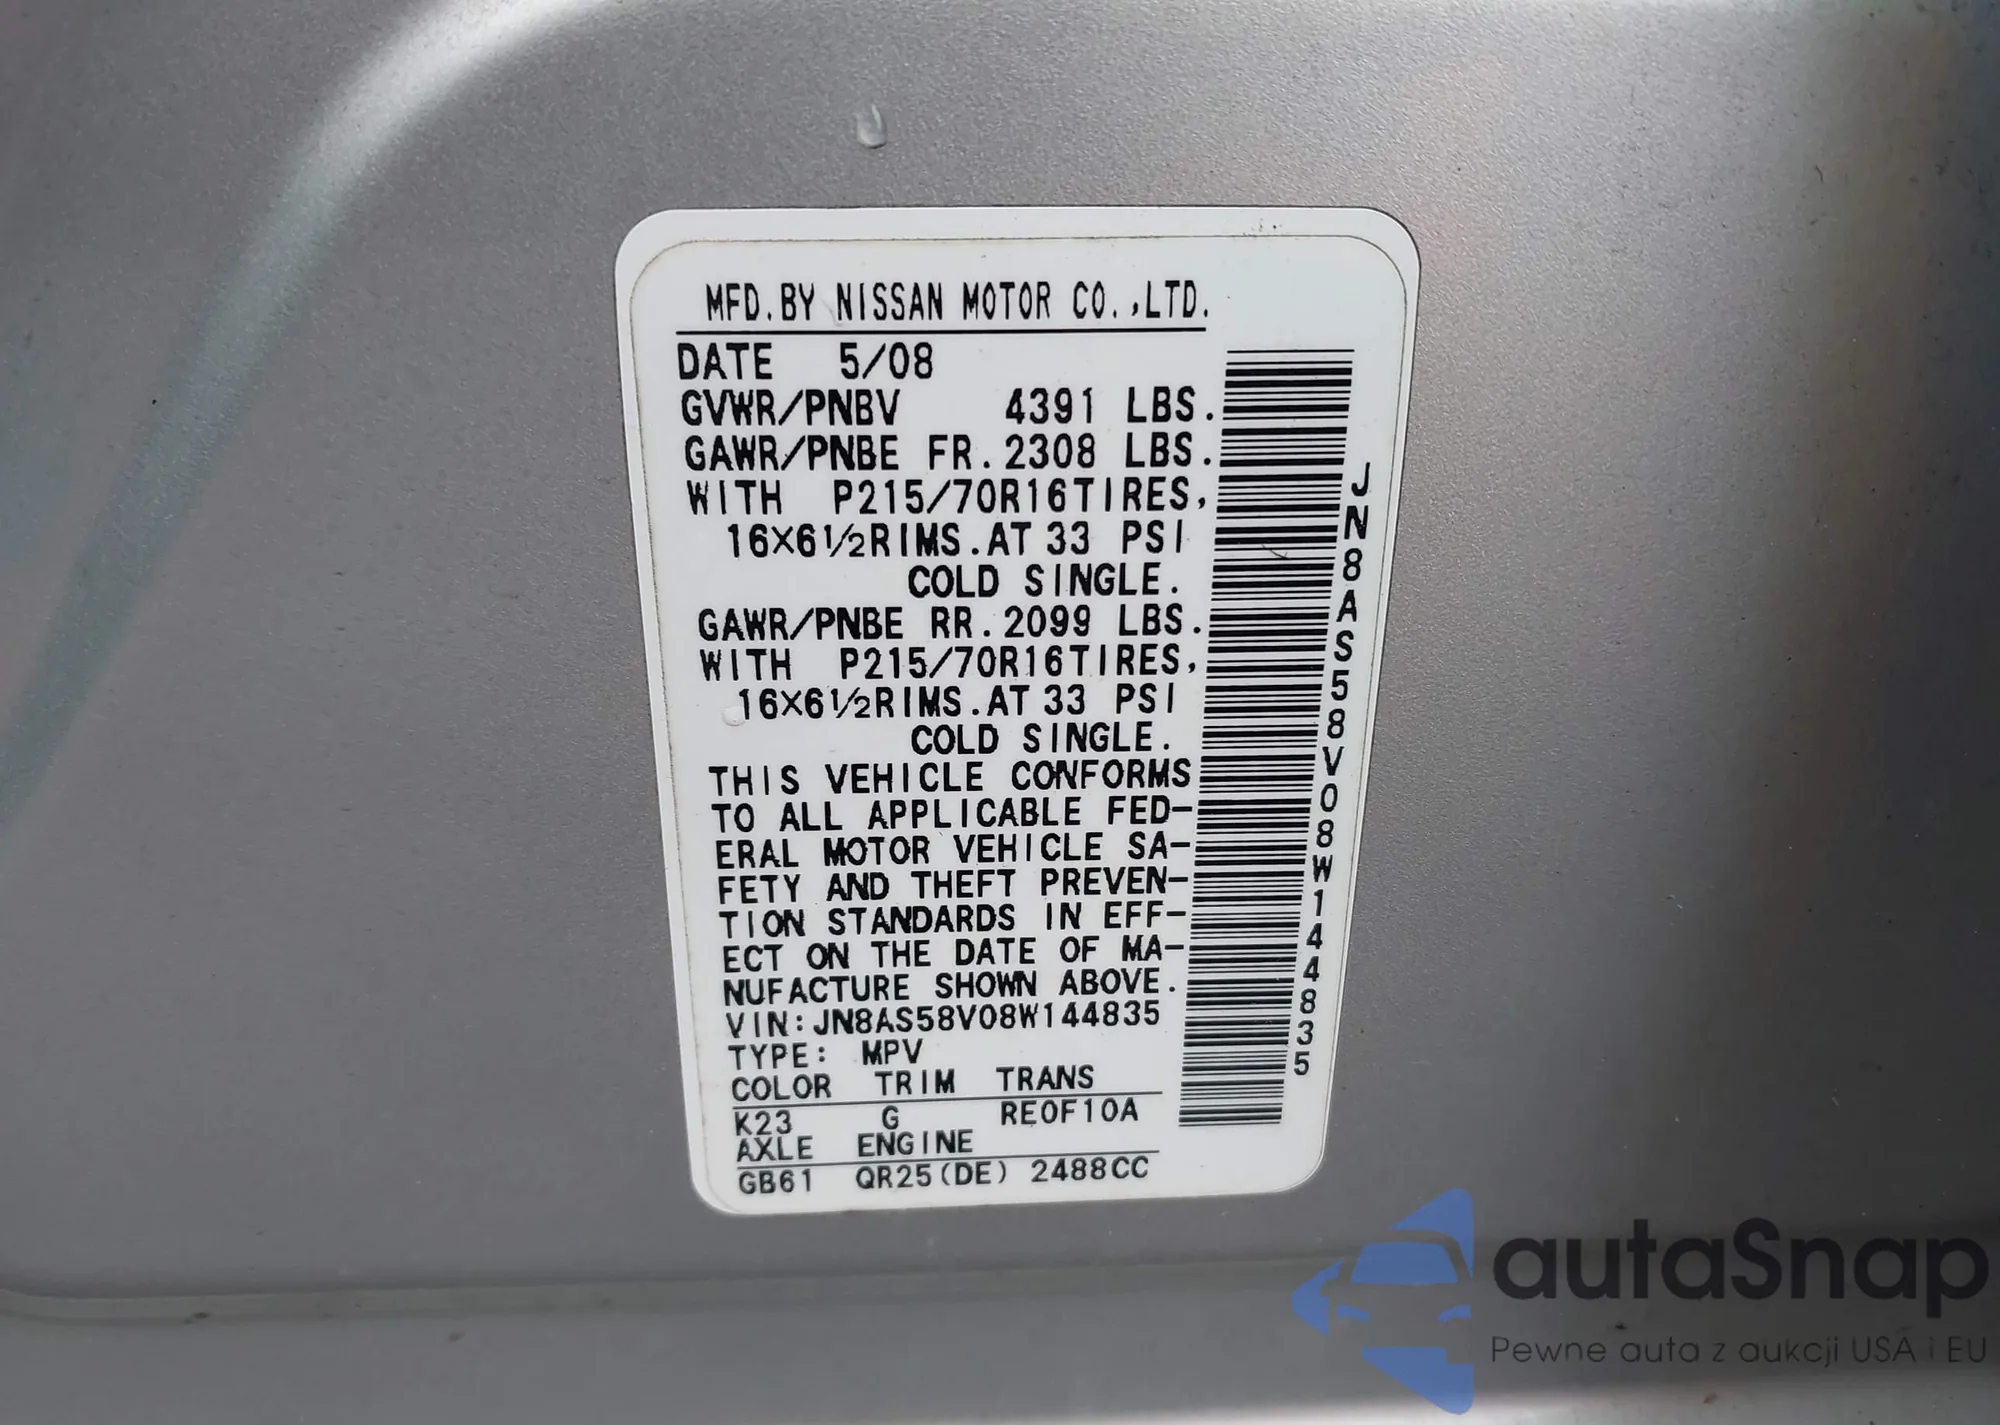 MFD.BY NISSAN MOTOR CO.,LTD.
DATE 5/08
GVWR/PNBV 4391 LBS.
GAWR/PNBE FR.2308 LBS.
WITH P215/70R16TIRES,
16X6½RIMS.AT 33 PSI
COLD SINGLE.
GAWR/PNBE RR.2099 LBS.
WITH P215/70R16TIRES,
16X6½RIMS.AT 33 PSI
COLD SINGLE.
THIS VEHICLE CONFORMS
TO ALL APPLICABLE FED-
ERAL MOTOR VEHICLE SA-
FETY AND THEFT PREVEN-
TION STANDARDS IN EFF-
ECT ON THE DATE OF MA-
NUFACTURE SHOWN ABOVE.
VIN:JN8AS58V08W144835
TYPE: MPV
COLOR TRIM TRANS
K23 G RE0F10A
AXLE ENGINE
GB61 QR25(DE) 2488CC
JN8AS58V08W144835
autaSnap
Pewne auta z aukcji USA i EU